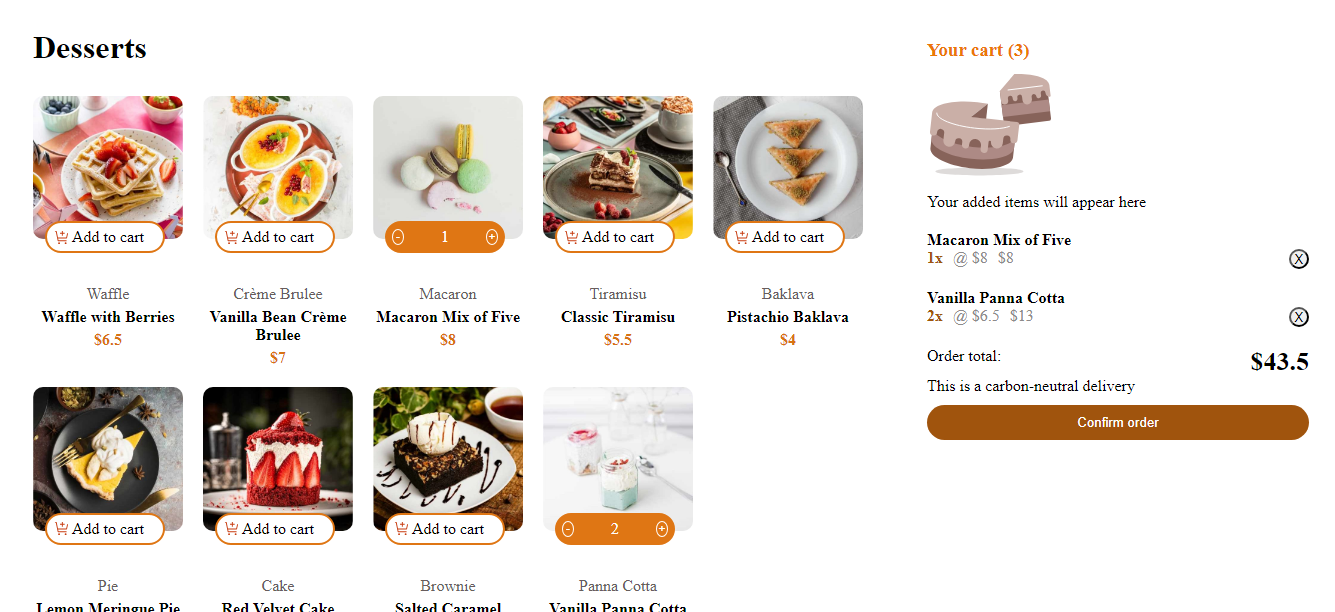 Desserts
Add to cart
Add to cart
- 1 +
Add to cart
Add to cart
Waffle
Waffle with Berries
$6.5
Crème Brulee
Vanilla Bean Crème
Brulee
$7
Macaron
Macaron Mix of Five
$8
Tiramisu
Classic Tiramisu
$5.5
Baklava
Pistachio Baklava
$4
Add to cart
Add to cart
Add to cart
- 2 +
Pie
Lemon Meringue Pie
Cake
Red Velvet Cake
Brownie
Salted Caramel
Panna Cotta
Vanilla Panna Cotta
Your cart (3)
Your added items will appear here
Macaron Mix of Five
1x @ $8 $8 X
Vanilla Panna Cotta
2x @ $6.5 $13 X
Order total: $43.5
This is a carbon-neutral delivery
Confirm order